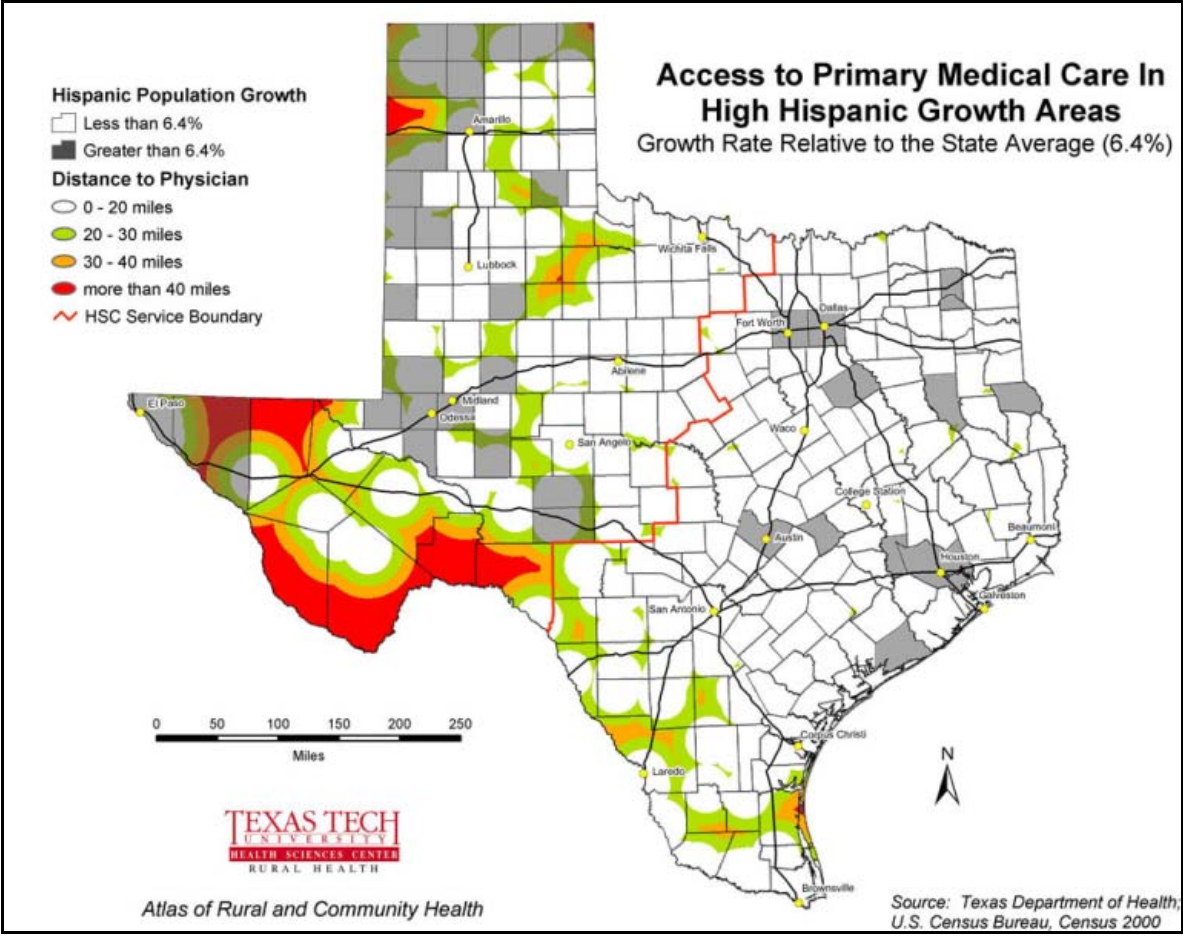 Access to Primary Medical Care In
High Hispanic Growth Areas
Growth Rate Relative to the State Average (6.4%)
Hispanic Population Growth
Less than 6.4%
Greater than 6.4%
Distance to Physician
0 - 20 miles
20 - 30 miles
30 - 40 miles
more than 40 miles
HSC Service Boundary
Amarillo
Lubbock
Wichita Falls
Dallas
Fort Worth
Abilene
El Paso
Midland
Odessa
San Angelo
Waco
College Station
Beaumont
Austin
Houston
Galveston
San Antonio
Corpus Christi
Laredo
Brownsville
0 50 100 150 200 250
Miles
N
TEXAS TECH
UNIVERSITY
HEALTH SCIENCES CENTER
RURAL HEALTH
Atlas of Rural and Community Health
Source: Texas Department of Health;
U.S. Census Bureau, Census 2000